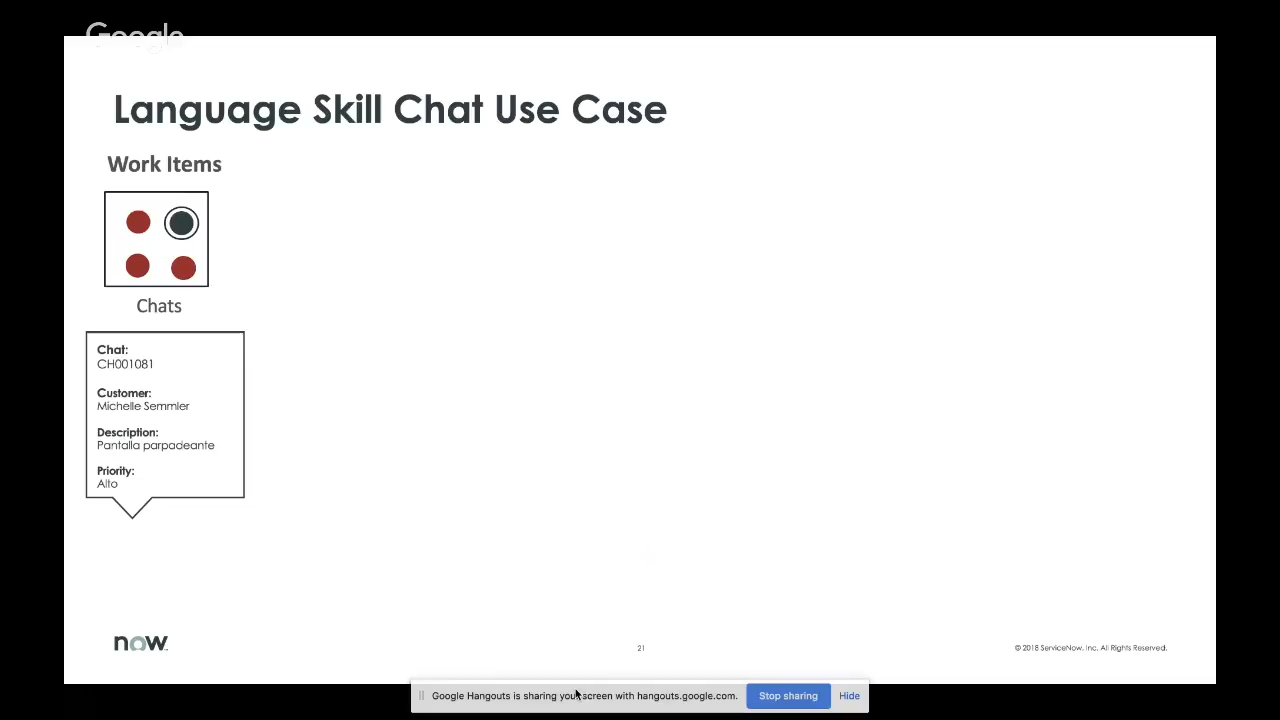 Google
Language Skill Chat Use Case
Work Items
Chats
Chat:
CH001081
Customer:
Michelle Semmler
Description:
Pantalla parpadeante
Priority:
Alto
now
21
© 2018 ServiceNow, Inc. All Rights Reserved.
Google Hangouts is sharing your screen with hangouts.google.com.
Stop sharing
Hide